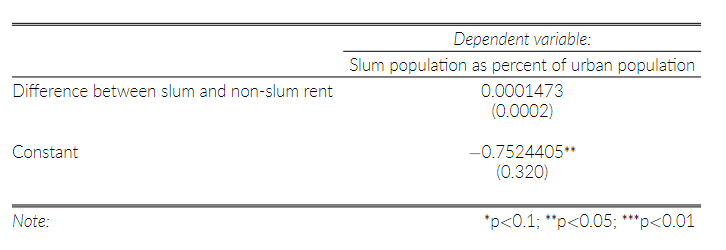 Dependent variable:
Slum population as percent of urban population
Difference between slum and non-slum rent 0.0001473
(0.0002)
Constant −0.7524405**
(0.320)
Note: *p<0.1; **p<0.05; ***p<0.01